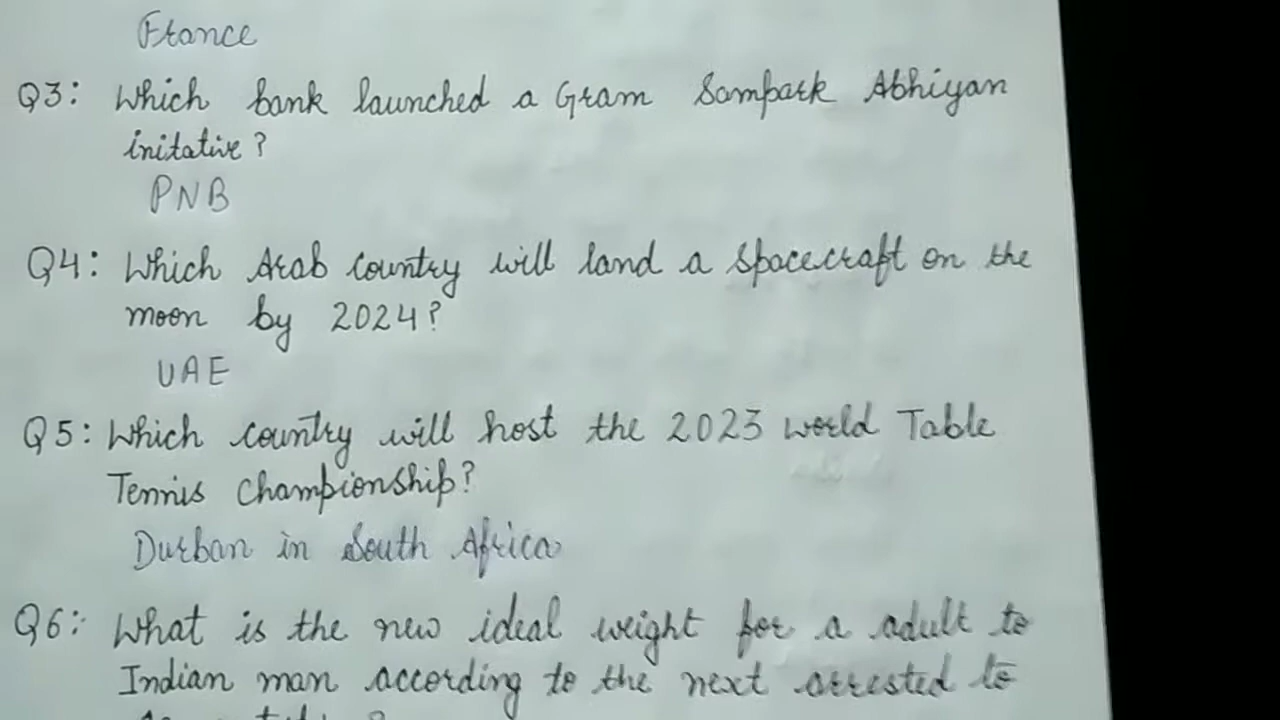 France
Q3: Which bank launched a Gram Sampark Abhiyan
initative?
PNB
Q4: Which Arab country will land a spacecraft on the
moon by 2024?
UAE
Q5: Which country will host the 2023 world Table
Tennis championship?
Durban in South Africa
Q6: What is the new ideal weight for a adult to
Indian man according to the next arrested to